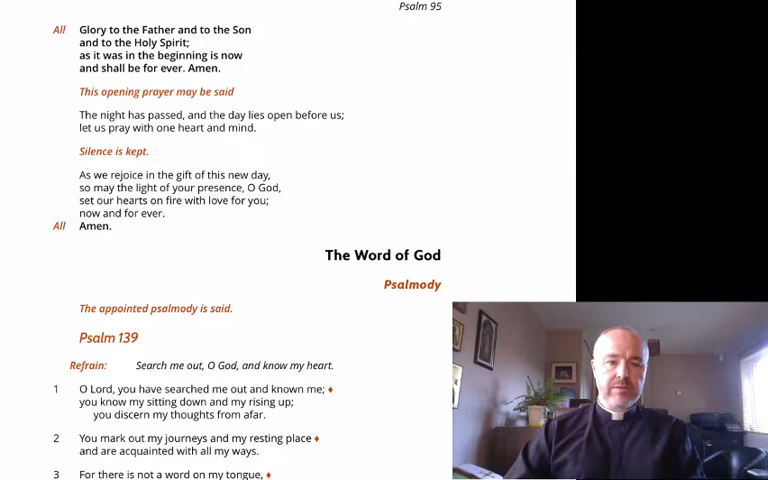 Psalm 95
All Glory to the Father and to the Son
and to the Holy Spirit;
as it was in the beginning is now
and shall be for ever. Amen.
This opening prayer may be said
The night has passed, and the day lies open before us;
let us pray with one heart and mind.
Silence is kept.
As we rejoice in the gift of this new day,
so may the light of your presence, O God,
set our hearts on fire with love for you;
now and for ever.
All Amen.
The Word of God
Psalmody
The appointed psalmody is said.
Psalm 139
Refrain: Search me out, O God, and know my heart.
1 O Lord, you have searched me out and known me; ♦
you know my sitting down and my rising up;
you discern my thoughts from afar.
2 You mark out my journeys and my resting place ♦
and are acquainted with all my ways.
3 For there is not a word on my tongue, ♦